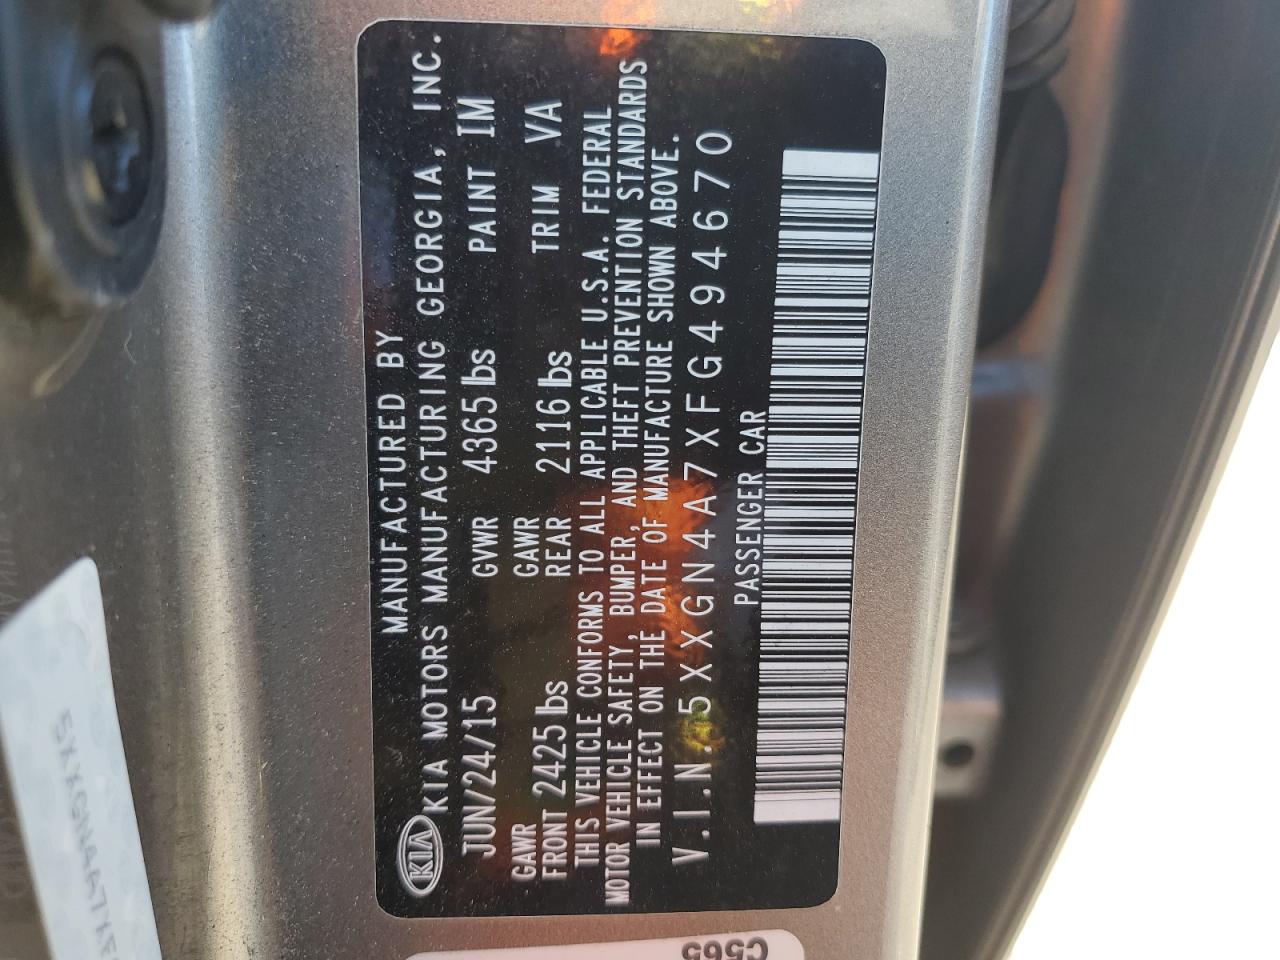 MANUFACTURED BY
KIA KIA MOTORS MANUFACTURING GEORGIA, INC.
JUN/24/15 GVWR 4365 lbs PAINT IM
GAWR FRONT 2425 lbs GAWR REAR 2116 lbs TRIM VA
THIS VEHICLE CONFORMS TO ALL APPLICABLE U.S.A. FEDERAL
MOTOR VEHICLE SAFETY, BUMPER, AND THEFT PREVENTION STANDARDS
IN EFFECT ON THE DATE OF MANUFACTURE SHOWN ABOVE.
V.I.N. 5XXGN4A7XFG494670
PASSENGER CAR
C565